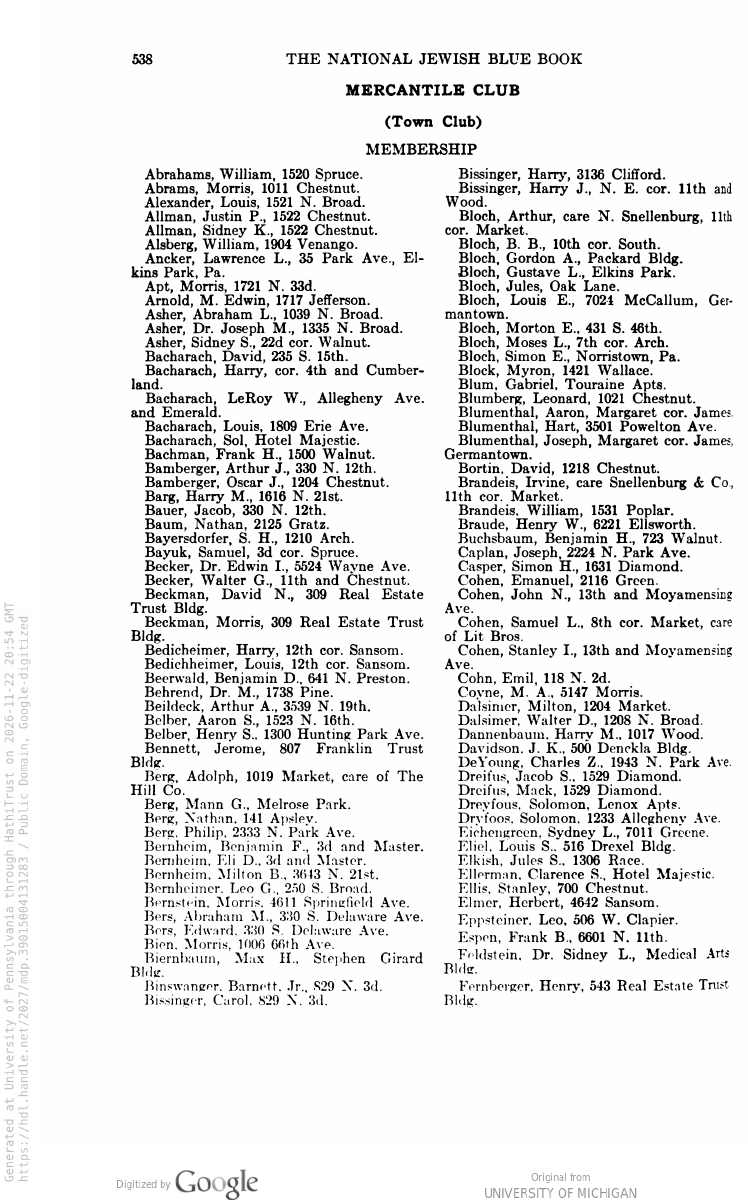 538
THE NATIONAL JEWISH BLUE BOOK
MERCANTILE CLUB
(Town Club)
MEMBERSHIP
Abrahams, William, 1520 Spruce.
Abrams, Morris, 1011 Chestnut.
Alexander, Louis, 1521 N. Broad.
Allman, Justin P., 1522 Chestnut.
Allman, Sidney K., 1522 Chestnut.
Alsberg, William, 1904 Venango.
Ancker, Lawrence L., 35 Park Ave., El-
kins Park, Pa.
Apt, Morris, 1721 N. 33d.
Arnold, M. Edwin, 1717 Jefferson.
Asher, Abraham L., 1039 N. Broad.
Asher, Dr. Joseph M., 1335 N. Broad.
Asher, Sidney S., 22d cor. Walnut.
Bacharach, David, 235 S. 15th.
Bacharach, Harry, cor. 4th and Cumber-
land.
Bacharach, LeRoy W., Allegheny Ave.
and Emerald.
Bacharach, Louis, 1809 Erie Ave.
Bacharach, Sol, Hotel Majestic.
Bachman, Frank H., 1500 Walnut.
Bamberger, Arthur J., 330 N. 12th.
Bamberger, Oscar J., 1204 Chestnut.
Barg, Harry M., 1616 N. 21st.
Bauer, Jacob, 330 N. 12th.
Baum, Nathan, 2125 Gratz.
Bayersdorfer, S. H., 1210 Arch.
Bayuk, Samuel, 3d cor. Spruce.
Becker, Dr. Edwin I., 5524 Wayne Ave.
Becker, Walter G., 11th and Chestnut.
Beckman, David N., 309 Real Estate
Trust Bldg.
Beckman, Morris, 309 Real Estate Trust
Bldg.
Bedicheimer, Harry, 12th cor. Sansom.
Bedichheimer, Louis, 12th cor. Sansom.
Beerwald, Benjamin D., 641 N. Preston.
Behrend, Dr. M., 1738 Pine.
Beildeck, Arthur A., 3539 N. 19th.
Belber, Aaron S., 1523 N. 16th.
Belber, Henry S., 1300 Hunting Park Ave.
Bennett, Jerome, 807 Franklin Trust
Bldg.
Berg, Adolph, 1019 Market, care of The
Hill Co.
Berg, Mann G., Melrose Park.
Berg, Nathan, 141 Apsley.
Berg, Philip, 2333 N. Park Ave.
Bernheim, Benjamin F., 3d and Master.
Bernheim, Eli D., 3d and Master.
Bernheim, Milton B., 3643 N. 21st.
Bernheimer, Leo G., 250 S. Broad.
Bernstein, Morris, 4611 Springfield Ave.
Bers, Abraham M., 330 S. Delaware Ave.
Bers, Edward, 330 S. Delaware Ave.
Bien, Morris, 1006 66th Ave.
Biernbaum, Max H., Stephen Girard
Bldg.
Binswanger, Barnett, Jr., 829 N. 3d.
Bissinger, Carol, 829 N. 3d.
Bissinger, Harry, 3136 Clifford.
Bissinger, Harry J., N. E. cor. 11th and
Wood.
Bloch, Arthur, care N. Snellenburg, 11th
cor. Market.
Bloch, B. B., 10th cor. South.
Bloch, Gordon A., Packard Bldg.
Bloch, Gustave L., Elkins Park.
Bloch, Jules, Oak Lane.
Bloch, Louis E., 7024 McCallum, Ger-
mantown.
Bloch, Morton E., 431 S. 46th.
Bloch, Moses L., 7th cor. Arch.
Bloch, Simon E., Norristown, Pa.
Block, Myron, 1421 Wallace.
Blum, Gabriel, Touraine Apts.
Blumberg, Leonard, 1021 Chestnut.
Blumenthal, Aaron, Margaret cor. James.
Blumenthal, Hart, 3501 Powelton Ave.
Blumenthal, Joseph, Margaret cor. James,
Germantown.
Bortin, David, 1218 Chestnut.
Brandeis, Irvine, care Snellenburg & Co.,
11th cor. Market.
Brandeis, William, 1531 Poplar.
Braude, Henry W., 6221 Ellsworth.
Buchsbaum, Benjamin H., 723 Walnut.
Caplan, Joseph, 2224 N. Park Ave.
Casper, Simon H., 1631 Diamond.
Cohen, Emanuel, 2116 Green.
Cohen, John N., 13th and Moyamensing
Ave.
Cohen, Samuel L., 8th cor. Market, care
of Lit Bros.
Cohen, Stanley I., 13th and Moyamensing
Ave.
Cohn, Emil, 118 N. 2d.
Coyne, M. A., 5147 Morris.
Dalsimer, Milton, 1204 Market.
Dalsimer, Walter D., 1208 N. Broad.
Dannenbaum, Harry M., 1017 Wood.
Davidson, J. K., 500 Denckla Bldg.
DeYoung, Charles Z., 1943 N. Park Ave.
Dreifus, Jacob S., 1529 Diamond.
Dreifus, Mack, 1529 Diamond.
Dreyfous, Solomon, Lenox Apts.
Dryfoos, Solomon, 1233 Allegheny Ave.
Eichengreen, Sydney L., 7011 Greene.
Eliel, Louis S., 516 Drexel Bldg.
Elkish, Jules S., 1306 Race.
Ellerman, Clarence S., Hotel Majestic.
Ellis, Stanley, 700 Chestnut.
Elmer, Herbert, 4642 Sansom.
Eppsteiner, Leo, 506 W. Clapier.
Espen, Frank B., 6601 N. 11th.
Feldstein, Dr. Sidney L., Medical Arts
Bldg.
Fernberger, Henry, 543 Real Estate Trust
Bldg.
Generated at University of Pennsylvania through HathiTrust on 2026-11-22 20:54 GMT
https://hdl.handle.net/2027/mdp.39015004131283 / Public Domain, Google-digitized
Digitized by Google
Original from
UNIVERSITY OF MICHIGAN